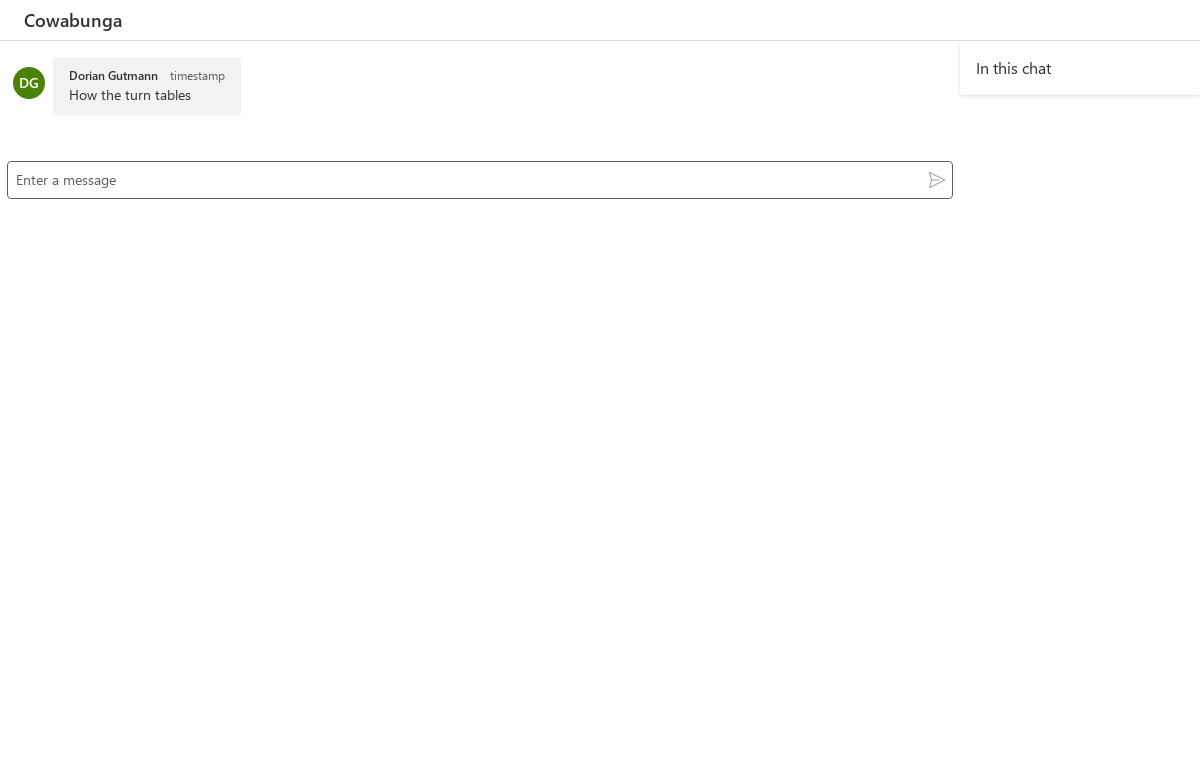 Cowabunga
In this chat
DG
Dorian Gutmann timestamp
How the turn tables
Enter a message